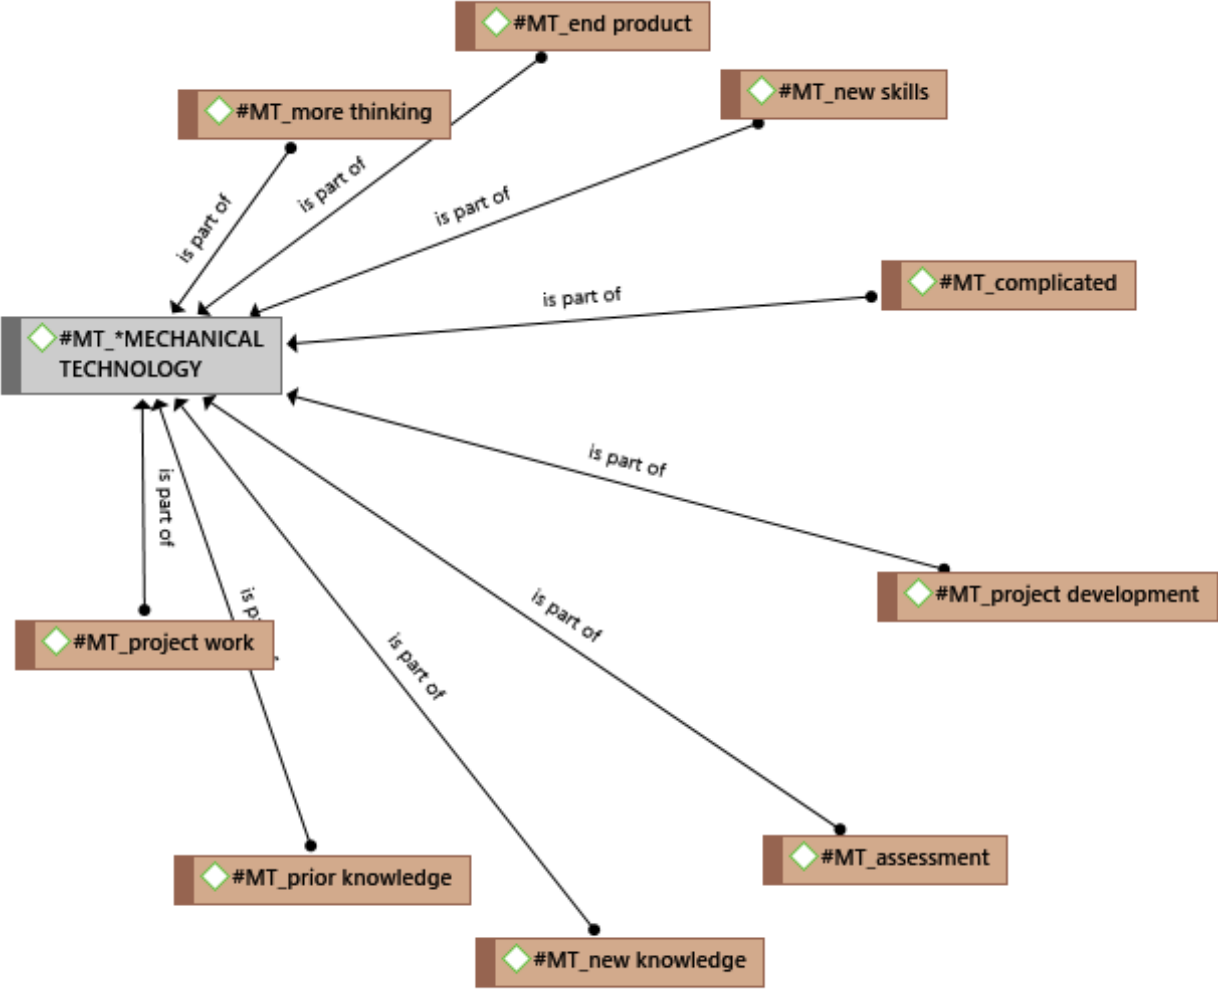 #MT_end product
#MT_new skills
#MT_more thinking
is part of
is part of
is part of
#MT_complicated
is part of
#MT_*MECHANICAL
TECHNOLOGY
is part of
is part of
#MT_project development
is part of
#MT_project work
is part of
#MT_assessment
#MT_prior knowledge
#MT_new knowledge